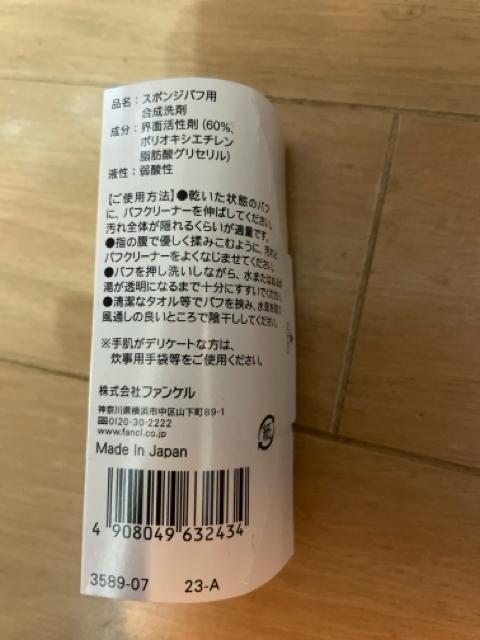 品名：スポンジパフ用
合成洗剤
成分：界面活性剤（60%、
ポリオキシエチレン
脂肪酸グリセリル）
液性：弱酸性
【ご使用方法】●乾いた状態のパフ
に、パフクリーナーを伸ばしてください。
汚れ全体が隠れるくらいが適量です。
●指の腹で優しく揉みこむように、汚れと
パフクリーナーをよくなじませてください。
●パフを押し洗いしながら、水またはぬるま
湯が透明になるまで十分にすすいでください。
●清潔なタオル等でパフを挟み、水気を
風通しの良いところで陰干ししてください。
※手肌がデリケートな方は、
炊事用手袋等をご使用ください。
株式会社ファンケル
神奈川県横浜市中区山下町89-1
0120-30-2222
www.fancl.co.jp
紙
Made In Japan
4 908049 632434
3589-07 23-A